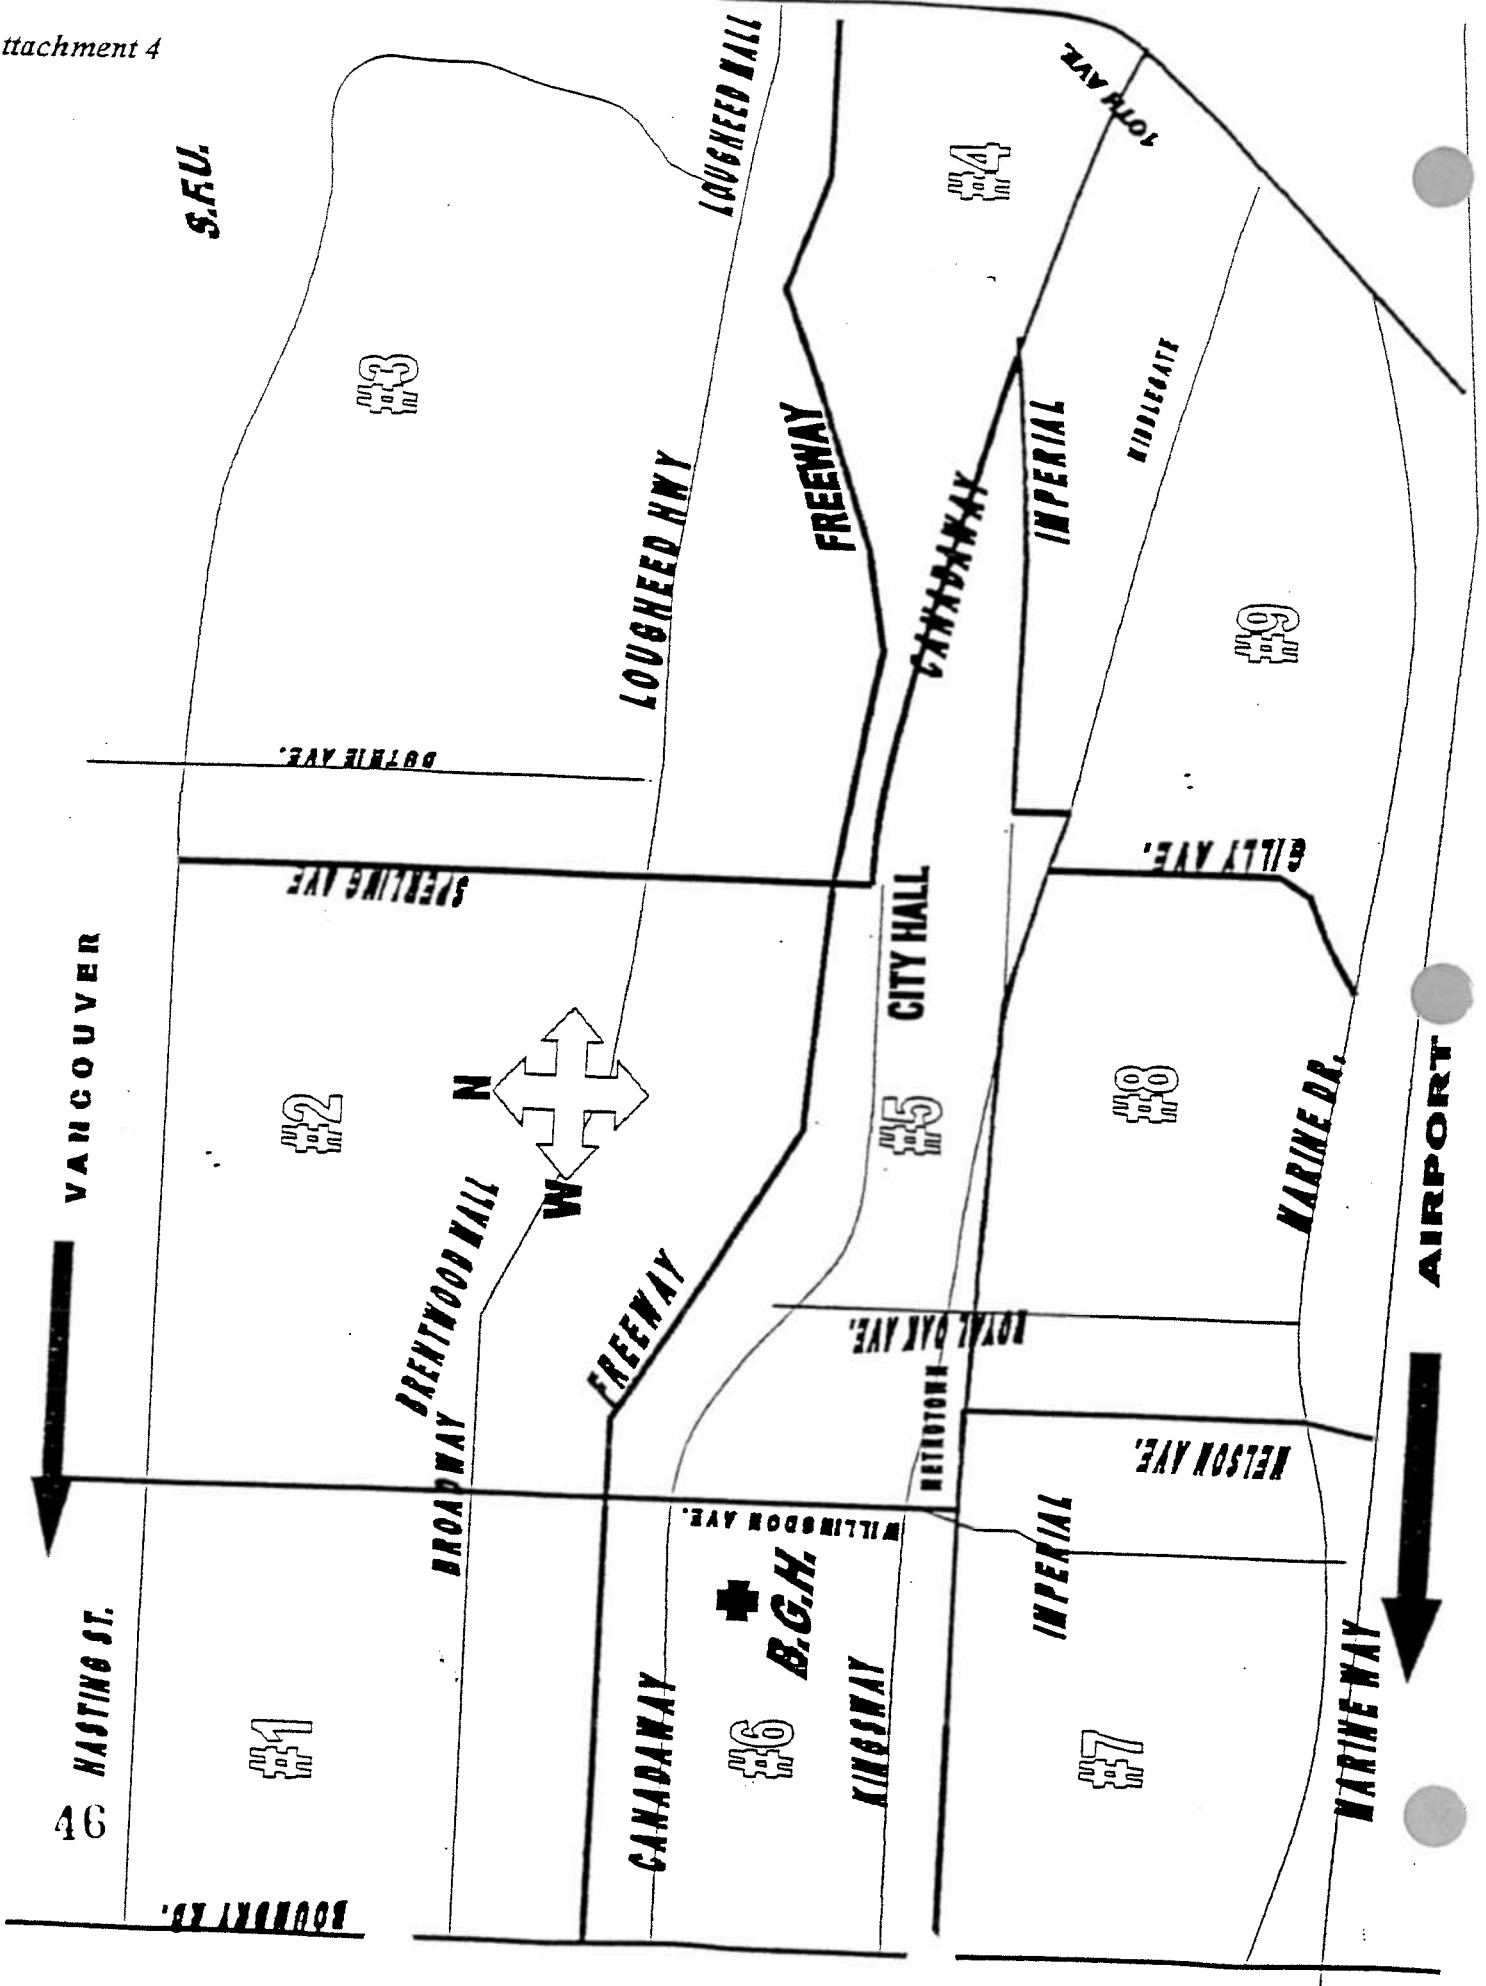 ttachment 4
S.F.U.
LOUGHEED MALL
10TH AVE.
#4
#3
MIDDLEGATE
FREEWAY
IMPERIAL
LOUGHEED HWY
CANADAWAY
#9
DUTHIE AVE.
SPERLING AVE
GILLY AVE.
CITY HALL
VANCOUVER
N
W
#2
#5
#8
MARINE DR.
AIRPORT
BRENTWOOD MALL
FREEWAY
ROYAL OAK AVE.
METROTOWN
NELSON AVE.
BROADWAY
WILLINGDON AVE.
B.G.H.
IMPERIAL
HASTING ST.
#1
CANADAWAY
#6
KINGSWAY
#7
MARINE WAY
46
BOUNDRY RD.